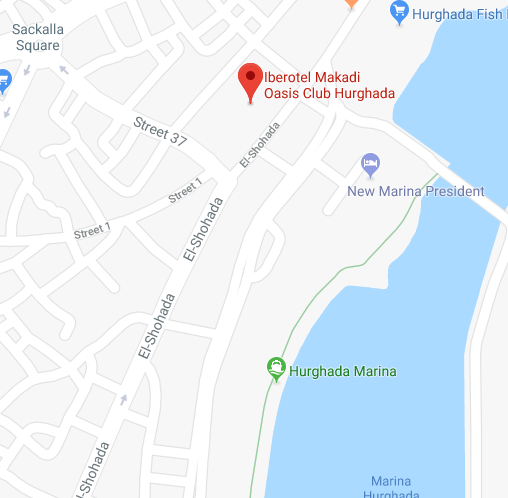 Sackalla
Square
Hurghada Fish
Iberotel Makadi
Oasis Club Hurghada
Street 37
El-Shohada
New Marina President
Street 1
Street 1
El-Shohada
El-Shohada
Hurghada Marina
El-Shohada
Marina
Hurghada